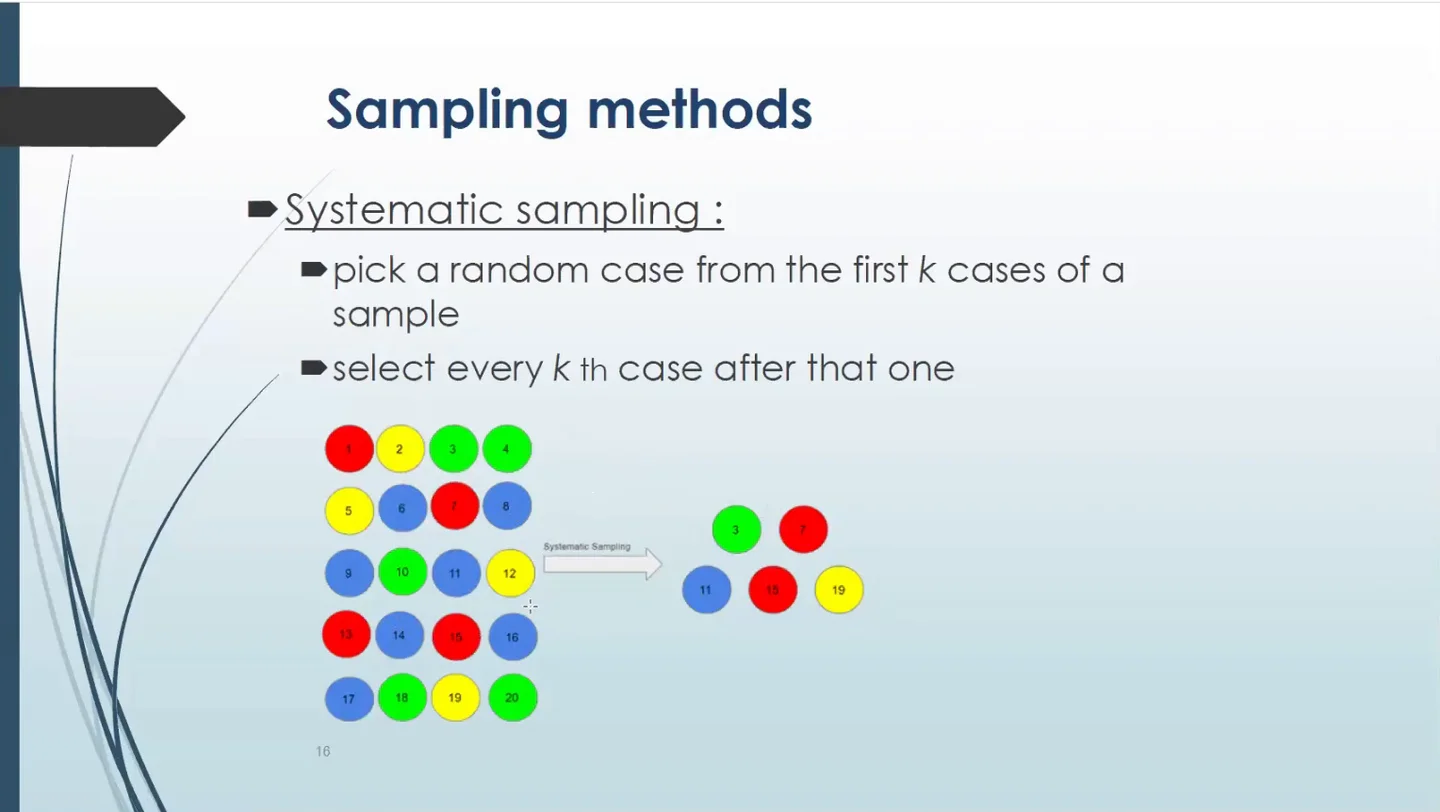 Sampling methods
Systematic sampling :
pick a random case from the first k cases of a
sample
select every k th case after that one
1 2 3 4
5 6 7 8
9 10 11 12
13 14 15 16
17 18 19 20
Systematic Sampling
3 7
11 15 19
16